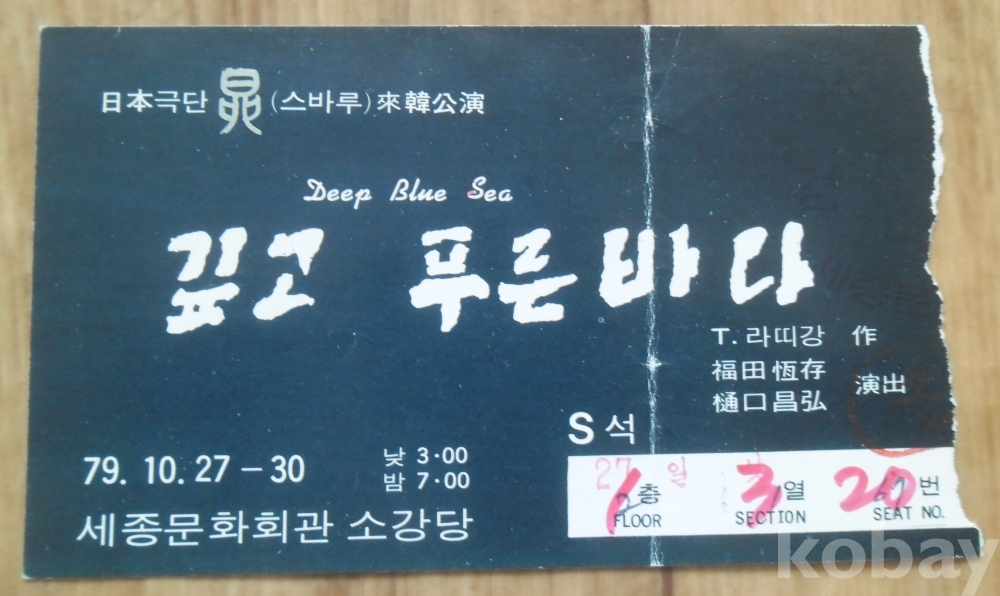 日本극단 昴 (스바루) 來韓公演
Deep Blue Sea
깊고 푸른바다
T. 라띠강 作
福田恆存
樋口昌弘 演出
S석
79. 10. 27 – 30
낮 3·00
밤 7·00
세종문화회관 소강당
27일
층 3열 20번
FLOOR SECTION SEAT NO.
kobay